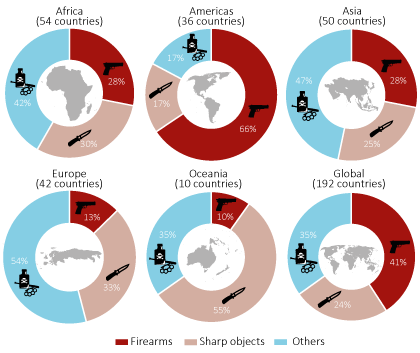 Africa
(54 countries)
28%
30%
42%
Americas
(36 countries)
17%
17%
66%
Asia
(50 countries)
47%
28%
25%
Europe
(42 countries)
13%
54%
33%
Oceania
(10 countries)
10%
35%
55%
Global
(192 countries)
35%
41%
24%
Firearms Sharp objects Others